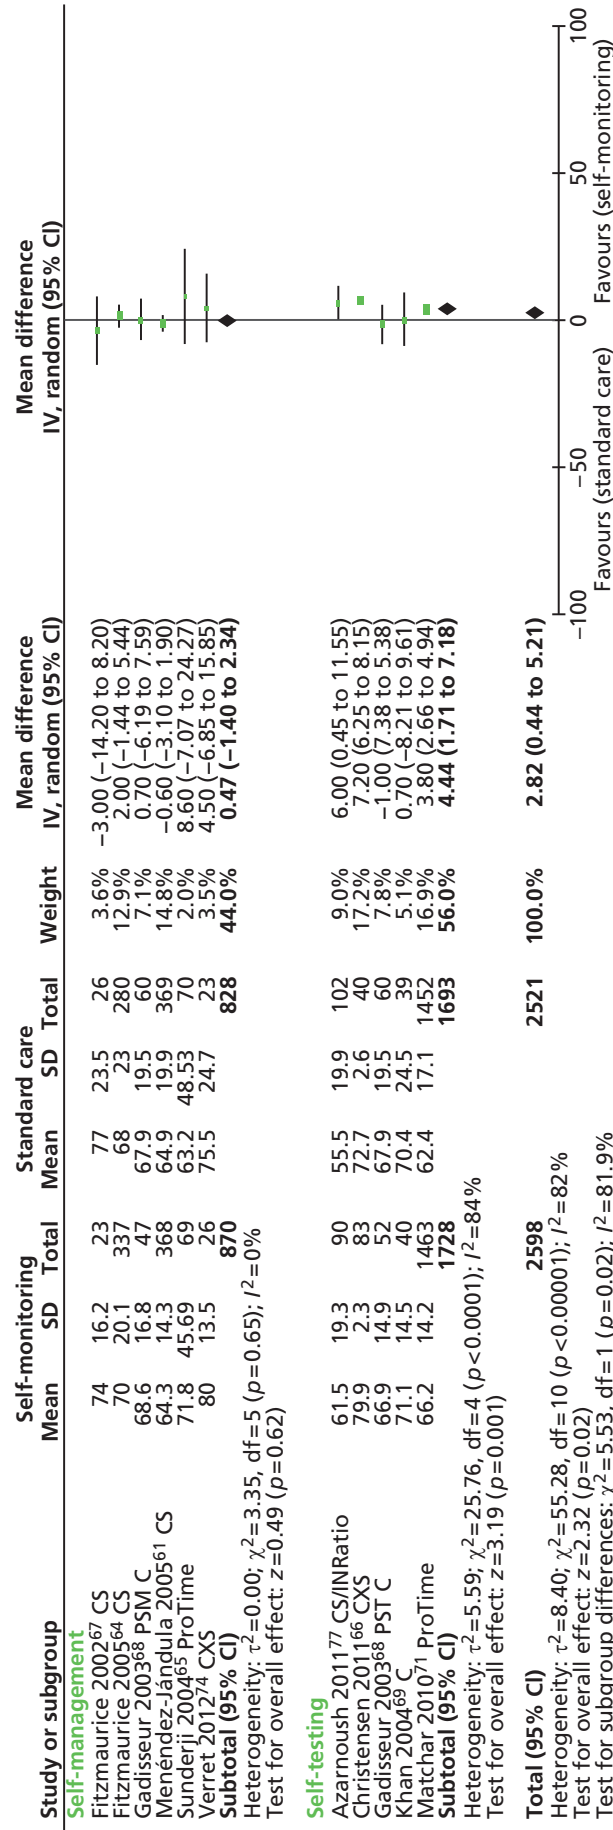 Self-monitoring Standard care Mean difference Mean difference
Study or subgroup Mean SD Total Mean SD Total Weight IV, random (95% CI) IV, random (95% CI)
Self-management
Fitzmaurice 2002⁶⁷ CS 74 16.2 23 77 23.5 26 3.6% −3.00 (−14.20 to 8.20)
Fitzmaurice 2005⁶⁴ CS 70 20.1 337 68 23 280 12.9% 2.00 (−1.44 to 5.44)
Gadisseur 2003⁶⁸ PSM C 68.6 16.8 47 67.9 19.5 60 7.1% 0.70 (−6.19 to 7.59)
Menéndez-Jándula 2005⁶¹ CS 64.3 14.3 368 64.9 19.9 369 14.8% −0.60 (−3.10 to 1.90)
Sunderji 2004⁶⁵ ProTime 71.8 45.69 69 63.2 48.53 70 2.0% 8.60 (−7.07 to 24.27)
Verret 2012⁷⁴ CXS 80 13.5 26 75.5 24.7 23 3.5% 4.50 (−6.85 to 15.85)
Subtotal (95% CI) 870 828 44.0% 0.47 (−1.40 to 2.34)
Heterogeneity: τ²=0.00; χ²=3.35, df=5 (p=0.65); I²=0%
Test for overall effect: z=0.49 (p=0.62)
Self-testing
Azarnoush 2011⁷⁷ CS/INRatio 61.5 19.3 90 55.5 19.9 102 9.0% 6.00 (0.45 to 11.55)
Christensen 2011⁶⁶ CXS 79.9 2.3 83 72.7 2.6 40 17.2% 7.20 (6.25 to 8.15)
Gadisseur 2003⁶⁸ PST C 66.9 14.9 52 67.9 19.5 60 7.8% −1.00 (7.38 to 5.38)
Khan 2004⁶⁹ C 71.1 14.5 40 70.4 24.5 39 5.1% 0.70 (−8.21 to 9.61)
Matchar 2010⁷¹ ProTime 66.2 14.2 1463 62.4 17.1 1452 16.9% 3.80 (2.66 to 4.94)
Subtotal (95% CI) 1728 1693 56.0% 4.44 (1.71 to 7.18)
Heterogeneity: τ²=5.59; χ²=25.76, df=4 (p<0.0001); I²=84%
Test for overall effect: z=3.19 (p=0.001)
Total (95% CI) 2598 2521 100.0% 2.82 (0.44 to 5.21)
Heterogeneity: τ²=8.40; χ²=55.28, df=10 (p<0.00001); I²=82%
Test for overall effect: z=2.32 (p=0.02)
Test for subgroup differences: χ²=5.53, df=1 (p=0.02); I²=81.9%
−100 −50 0 50 100
Favours (standard care) Favours (self-monitoring)